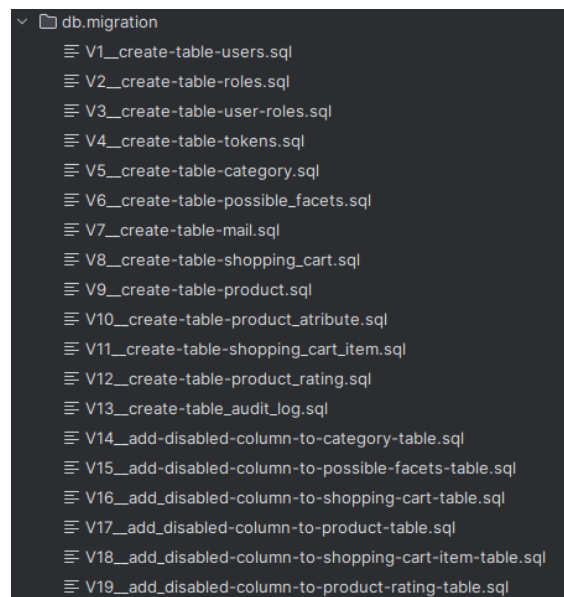 db.migration
V1__create-table-users.sql
V2__create-table-roles.sql
V3__create-table-user-roles.sql
V4__create-table-tokens.sql
V5__create-table-category.sql
V6__create-table-possible_facets.sql
V7__create-table-mail.sql
V8__create-table-shopping_cart.sql
V9__create-table-product.sql
V10__create-table-product_atribute.sql
V11__create-table-shopping_cart_item.sql
V12__create-table-product_rating.sql
V13__create-table_audit_log.sql
V14__add-disabled-column-to-category-table.sql
V15__add-disabled-column-to-possible-facets-table.sql
V16__add_disabled-column-to-shopping-cart-table.sql
V17__add_disabled-column-to-product-table.sql
V18__add_disabled-column-to-shopping-cart-item-table.sql
V19__add_disabled-column-to-product-rating-table.sql